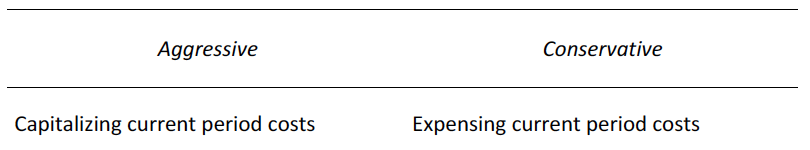 Aggressive Conservative
Capitalizing current period costs Expensing current period costs